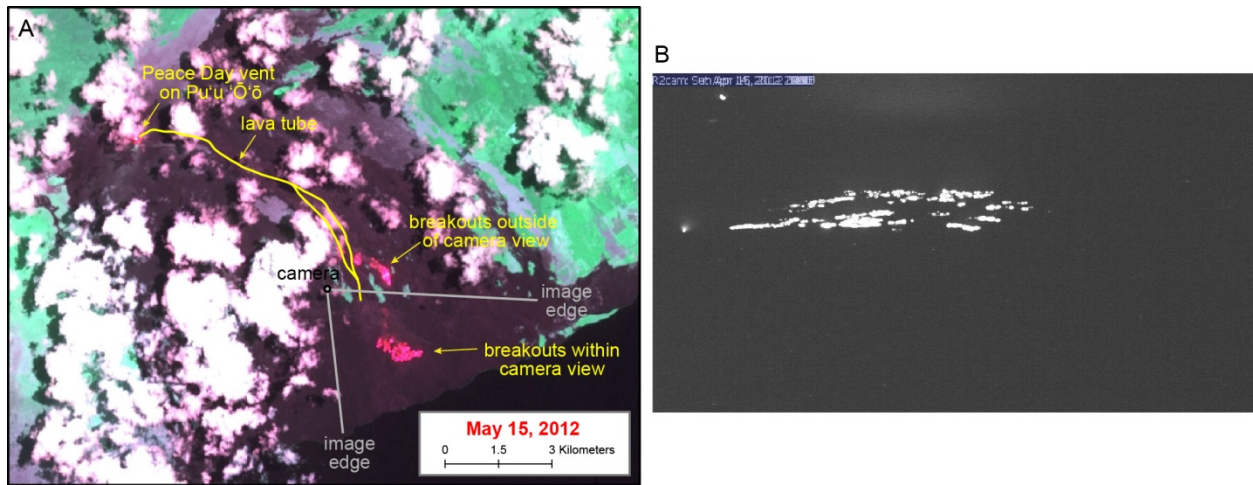 A
Peace Day vent
on Pu‘u ‘Ō‘ō
lava tube
breakouts outside
of camera view
camera
image
edge
breakouts within
camera view
image
edge
May 15, 2012
0 1.5 3 Kilometers
B
R2cam: